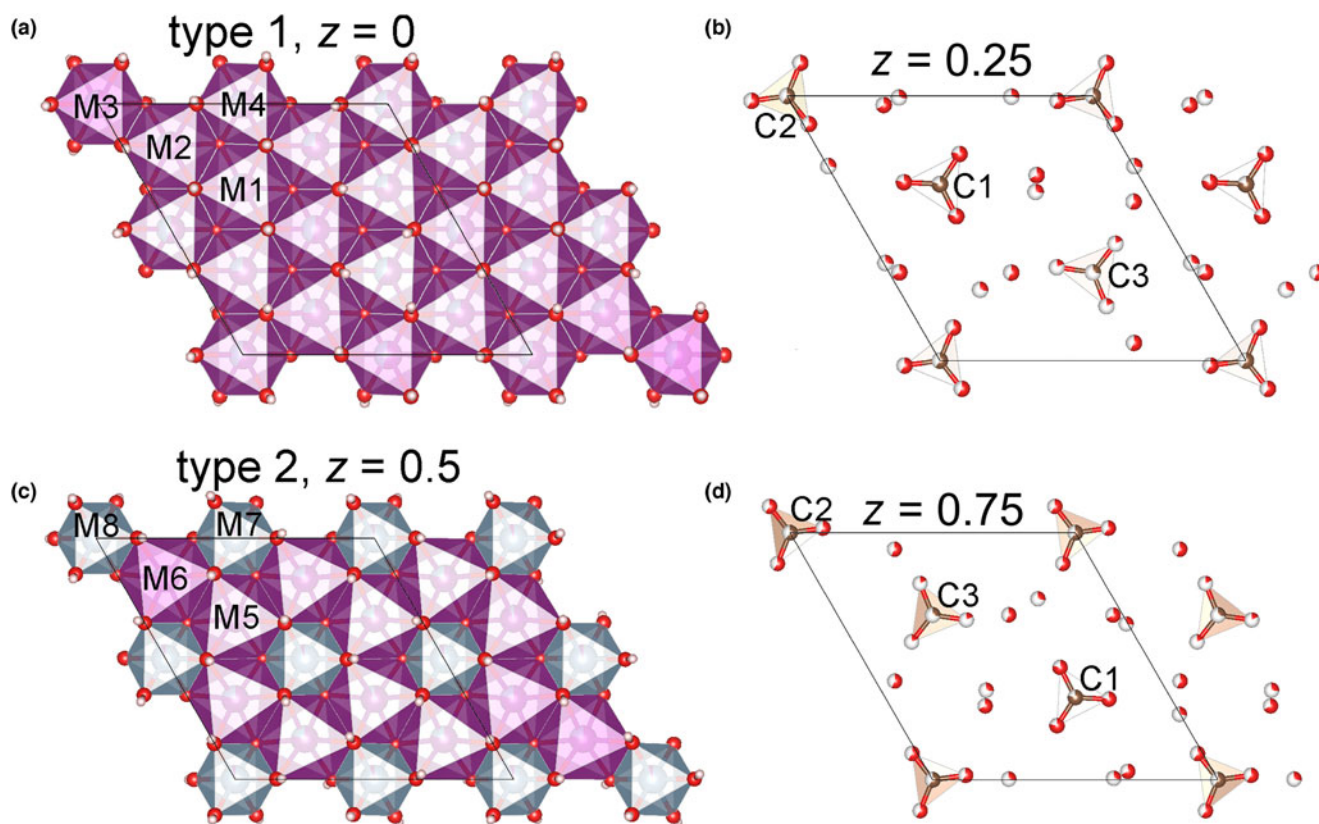 (a) type 1, z = 0
M3 M4
M2
M1
(b) z = 0.25
C2
C1
C3
(c) type 2, z = 0.5
M8 M7
M6
M5
(d) z = 0.75
C2
C3
C1